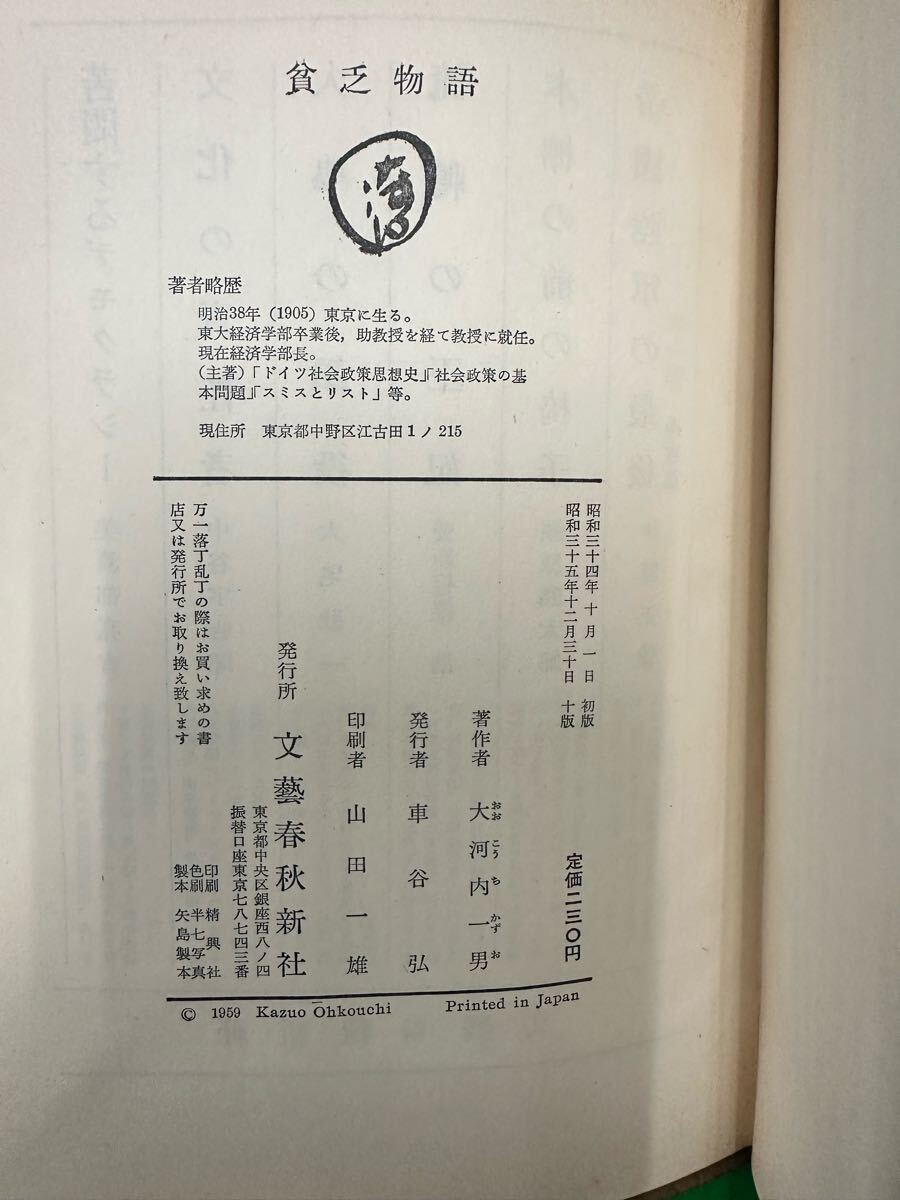 貧乏物語
著者略歴
明治38年（1905）東京に生る。
東大経済学部卒業後，助教授を経て教授に就任。
現在経済学部長。
（主著）「ドイツ社会政策思想史」「社会政策の基
本問題」「スミスとリスト」等。
現住所　東京都中野区江古田1ノ215
昭和三十四年 十 月 一 日　初版
昭和三十五年十二月三十日　十版
定価二三〇円
著作者　大河内一男
おおこうちかずお
発行者　車谷弘
印刷者　山田一雄
発行所　文藝春秋新社
東京都中央区銀座西八ノ四
振替口座東京七八七四三番
印刷　精興社
色刷　半七写真
製本　矢島製本
万一落丁乱丁の際はお買い求めの書
店又は発行所でお取り換え致します
© 1959 Kazuo Ōhkouchi　Printed in Japan